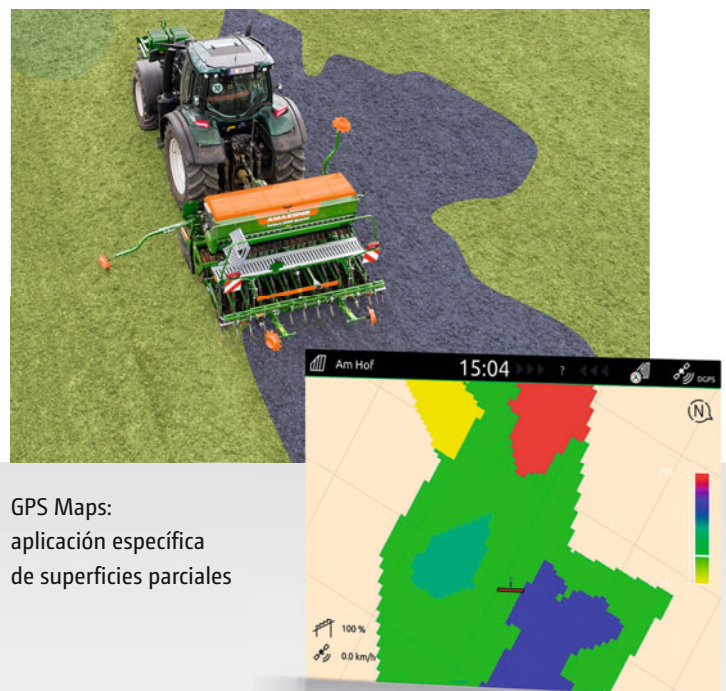 AMAZONE
Am Hof
15:04
?
DGPS
N
GPS Maps:
aplicación específica
de superficies parciales
100 %
0.0 km/h